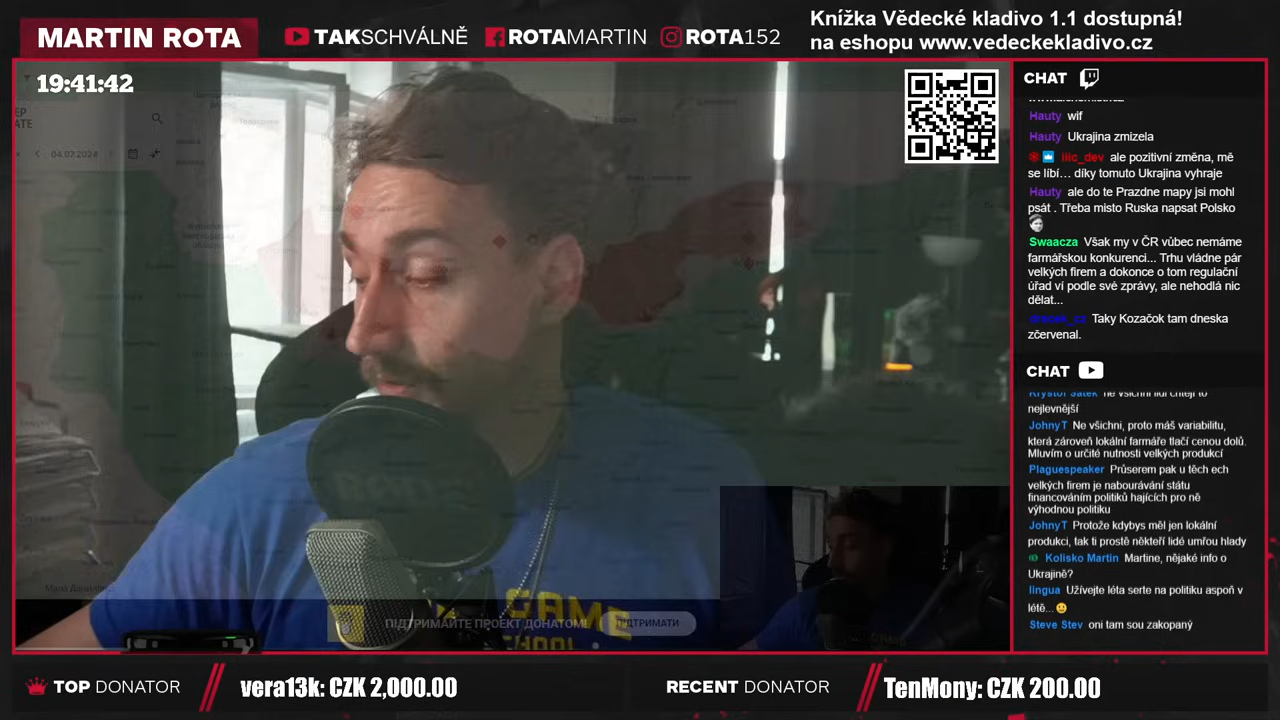 MARTIN ROTA
TAKSCHVÁLNĚ
ROTAMARTIN
ROTA152
Knížka Vědecké kladivo 1.1 dostupná!
na eshopu www.vedeckekladivo.cz
19:41:42
04.07.2024
GAME
SCHOOL
ПІДТРИМАЙТЕ ПРОЕКТ ДОНАТОМ!
ПІДТРИМАТИ
CHAT
Hauty wif
Hauty Ukrajina zmizela
ale pozitivní změna, mě
se líbí… díky tomuto Ukrajina vyhraje
Hauty ale do te Prazdne mapy jsi mohl
psát . Třeba misto Ruska napsat Polsko
Swaacza Však my v ČR vůbec nemáme
farmářskou konkurenci... Trhu vládne pár
velkých firem a dokonce o tom regulační
úřad ví podle své zprávy, ale nehodlá nic
dělat...
Taky Kozačok tam dneska
zčervenal.
CHAT
nejlevnější
JohnyT Ne všichni, proto máš variabilitu,
která zároveň lokální farmáře tlačí cenou dolů.
Mluvím o určité nutnosti velkých produkcí
Plaguespeaker Průserem pak u těch ech
velkých firem je nabourávání státu
financováním politiků hajících pro ně
výhodnou politiku
JohnyT Protože kdybys měl jen lokální
produkci, tak ti prostě někteří lidé umřou hlady
Kolisko Martin Martine, nějaké info o
Ukrajině?
lingua Užívejte léta serte na politiku aspoň v
létě...🙂
Steve Stev oni tam sou zakopaný
TOP DONATOR
vera13k: CZK 2,000.00
RECENT DONATOR
TenMony: CZK 200.00